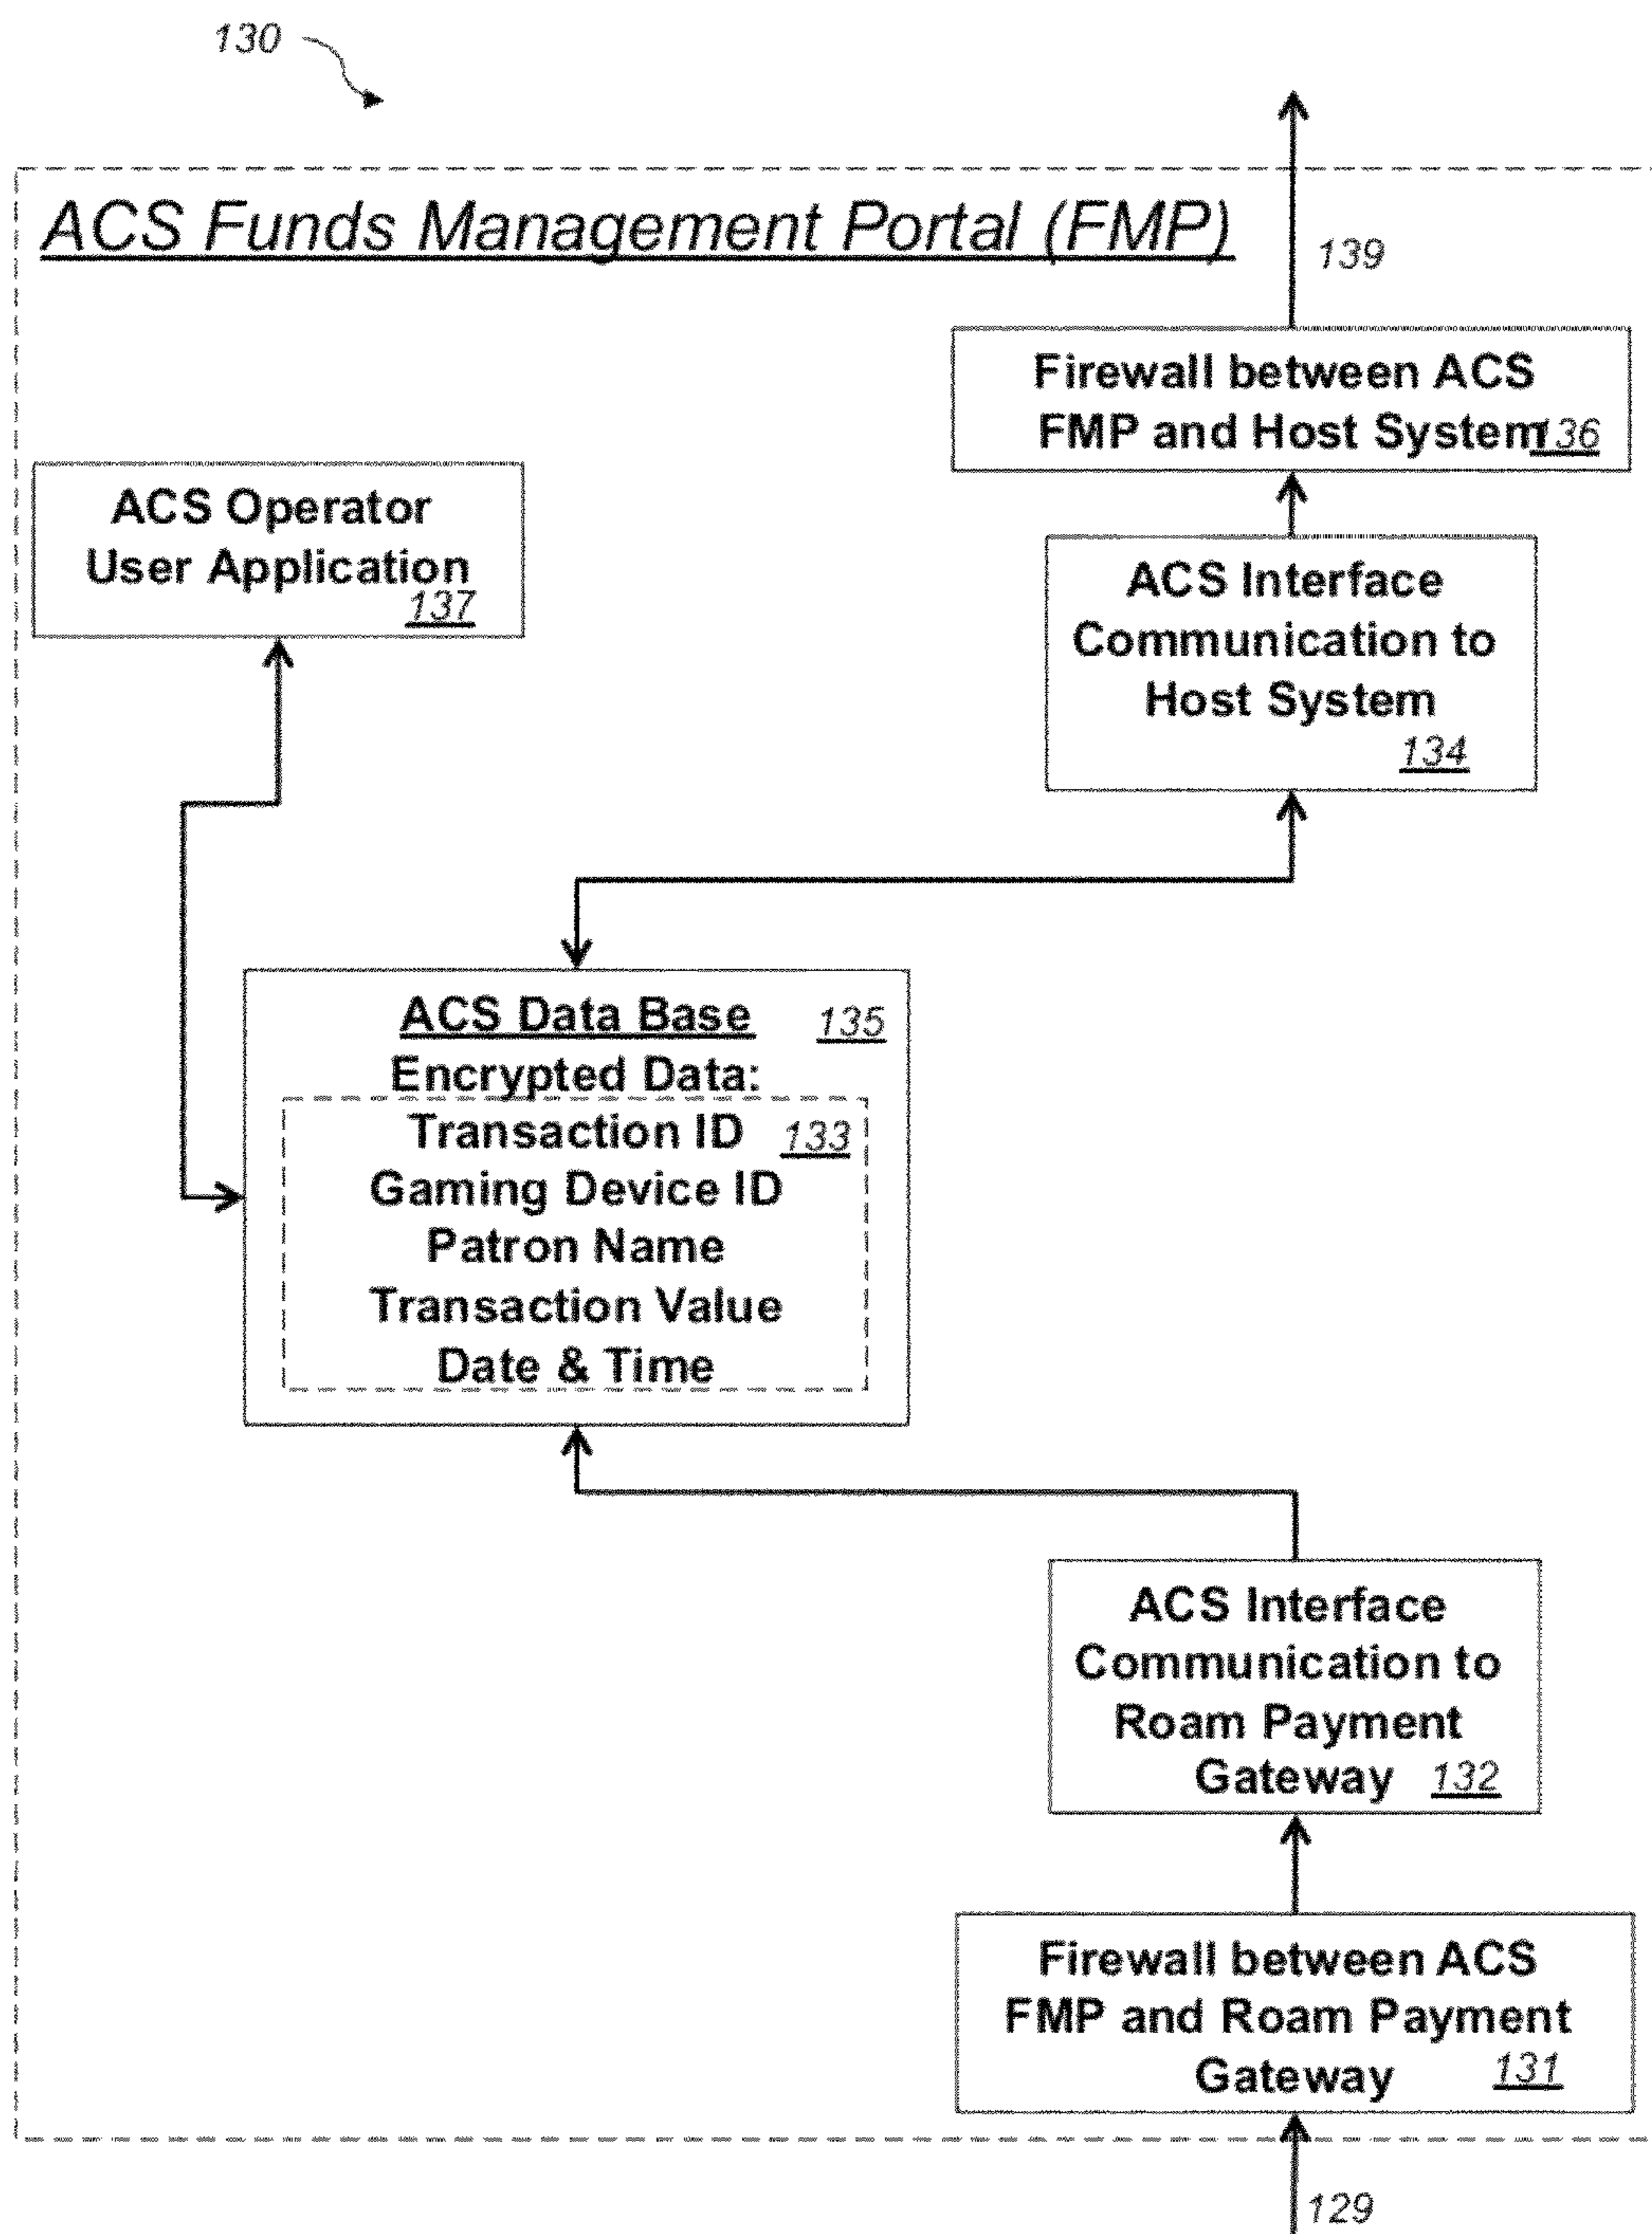 130
ACS Funds Management Portal (FMP)
139
Firewall between ACS
FMP and Host System 136
ACS Operator
User Application
137
ACS Interface
Communication to
Host System
134
ACS Data Base 135
Encrypted Data:
Transaction ID 133
Gaming Device ID
Patron Name
Transaction Value
Date & Time
ACS Interface
Communication to
Roam Payment
Gateway 132
Firewall between ACS
FMP and Roam Payment
Gateway 131
129